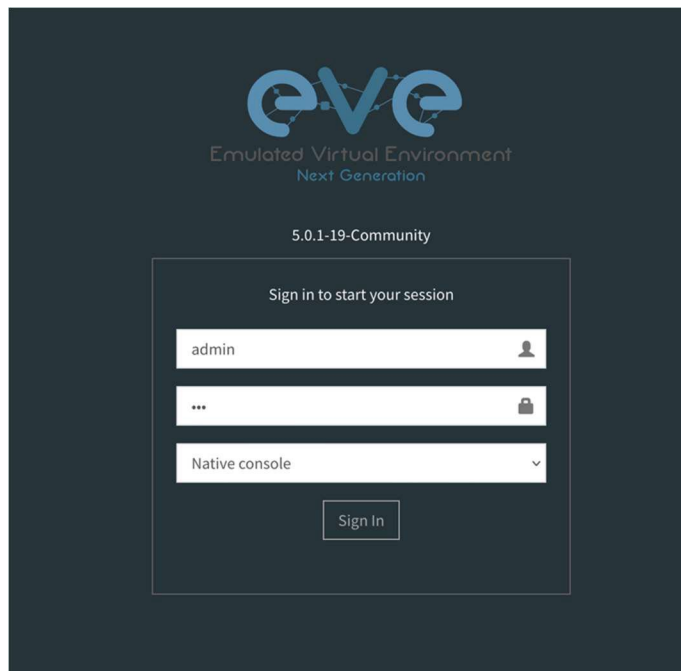 eve
Emulated Virtual Environment
Next Generation
5.0.1-19-Community
Sign in to start your session
admin
•••
Native console
Sign In